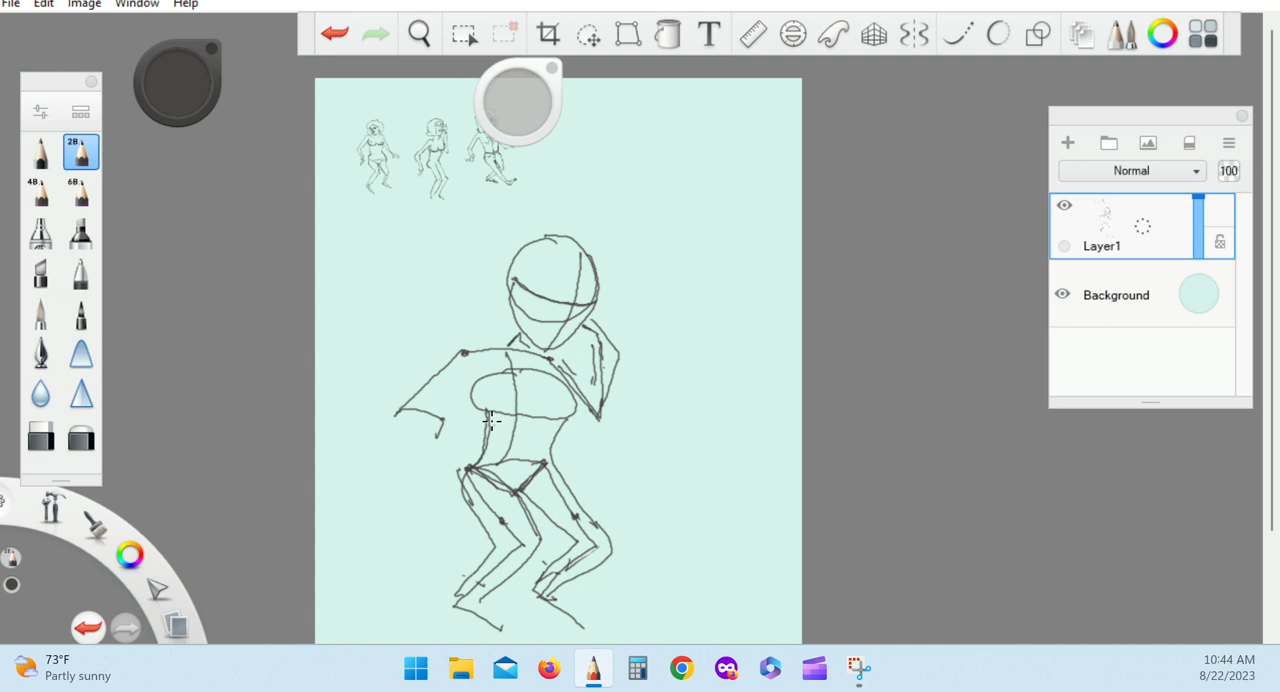 File Edit Image Window Help
T
2B
4B 6B
Normal 100
Layer1
Background
73°F
Partly sunny
10:44 AM
8/22/2023